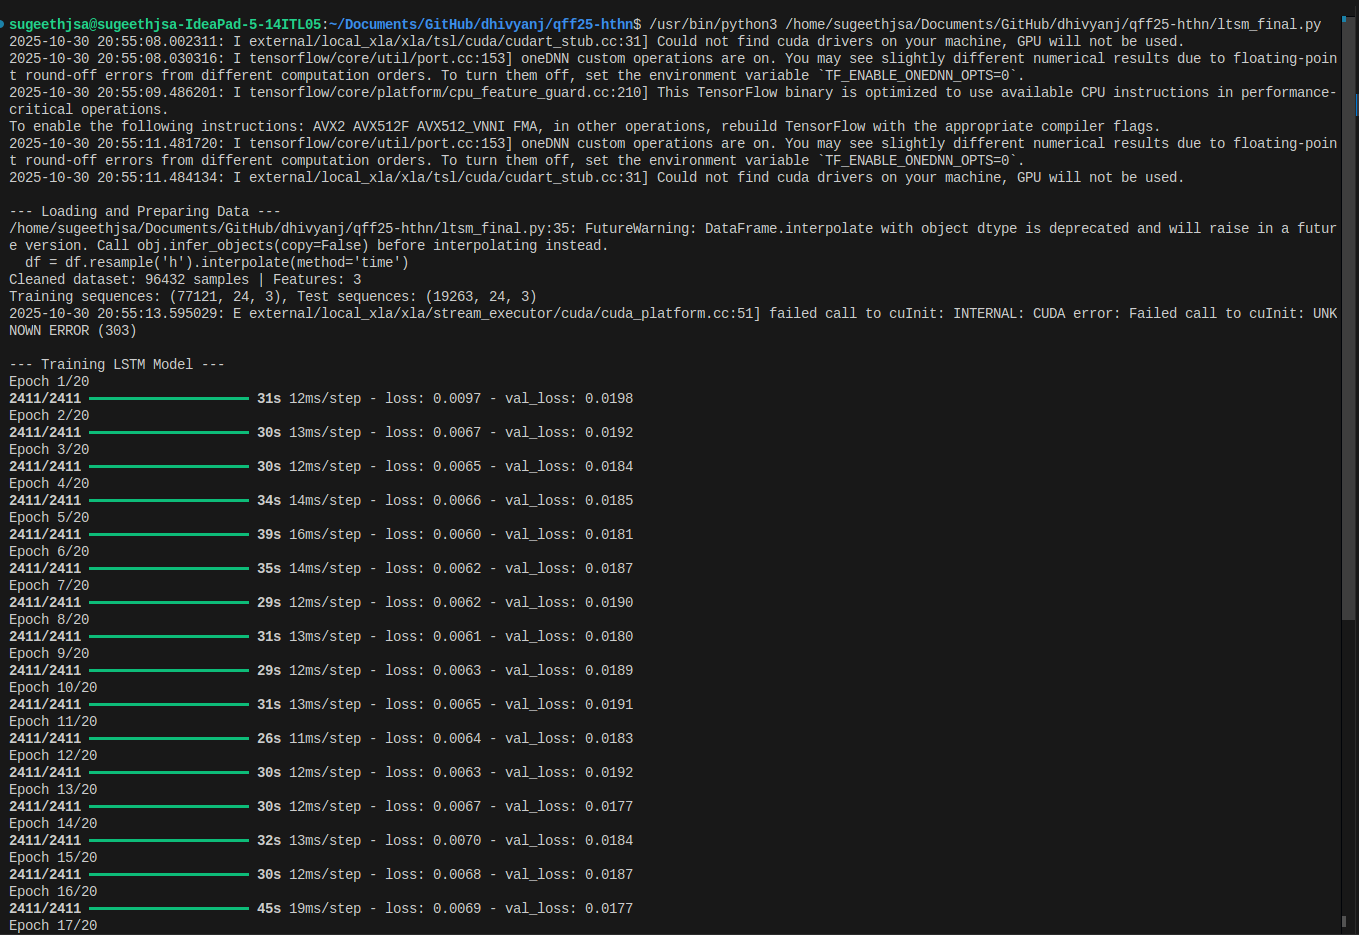 sugeethjsa@sugeethjsa-IdeaPad-5-14ITL05:~/Documents/GitHub/dhivyanj/qff25-hthn$ /usr/bin/python3 /home/sugeethjsa/Documents/GitHub/dhivyanj/qff25-hthn/ltsm_final.py
2025-10-30 20:55:08.002311: I external/local_xla/xla/tsl/cuda/cudart_stub.cc:31] Could not find cuda drivers on your machine, GPU will not be used.
2025-10-30 20:55:08.030316: I tensorflow/core/util/port.cc:153] oneDNN custom operations are on. You may see slightly different numerical results due to floating-poin
t round-off errors from different computation orders. To turn them off, set the environment variable `TF_ENABLE_ONEDNN_OPTS=0`.
2025-10-30 20:55:09.486201: I tensorflow/core/platform/cpu_feature_guard.cc:210] This TensorFlow binary is optimized to use available CPU instructions in performance-
critical operations.
To enable the following instructions: AVX2 AVX512F AVX512_VNNI FMA, in other operations, rebuild TensorFlow with the appropriate compiler flags.
2025-10-30 20:55:11.481720: I tensorflow/core/util/port.cc:153] oneDNN custom operations are on. You may see slightly different numerical results due to floating-poin
t round-off errors from different computation orders. To turn them off, set the environment variable `TF_ENABLE_ONEDNN_OPTS=0`.
2025-10-30 20:55:11.484134: I external/local_xla/xla/tsl/cuda/cudart_stub.cc:31] Could not find cuda drivers on your machine, GPU will not be used.
--- Loading and Preparing Data ---
/home/sugeethjsa/Documents/GitHub/dhivyanj/qff25-hthn/ltsm_final.py:35: FutureWarning: DataFrame.interpolate with object dtype is deprecated and will raise in a futur
e version. Call obj.infer_objects(copy=False) before interpolating instead.
  df = df.resample('h').interpolate(method='time')
Cleaned dataset: 96432 samples | Features: 3
Training sequences: (77121, 24, 3), Test sequences: (19263, 24, 3)
2025-10-30 20:55:13.595029: E external/local_xla/xla/stream_executor/cuda/cuda_platform.cc:51] failed call to cuInit: INTERNAL: CUDA error: Failed call to cuInit: UNK
NOWN ERROR (303)
--- Training LSTM Model ---
Epoch 1/20
2411/2411 31s 12ms/step - loss: 0.0097 - val_loss: 0.0198
Epoch 2/20
2411/2411 30s 13ms/step - loss: 0.0067 - val_loss: 0.0192
Epoch 3/20
2411/2411 30s 12ms/step - loss: 0.0065 - val_loss: 0.0184
Epoch 4/20
2411/2411 34s 14ms/step - loss: 0.0066 - val_loss: 0.0185
Epoch 5/20
2411/2411 39s 16ms/step - loss: 0.0060 - val_loss: 0.0181
Epoch 6/20
2411/2411 35s 14ms/step - loss: 0.0062 - val_loss: 0.0187
Epoch 7/20
2411/2411 29s 12ms/step - loss: 0.0062 - val_loss: 0.0190
Epoch 8/20
2411/2411 31s 13ms/step - loss: 0.0061 - val_loss: 0.0180
Epoch 9/20
2411/2411 29s 12ms/step - loss: 0.0063 - val_loss: 0.0189
Epoch 10/20
2411/2411 31s 13ms/step - loss: 0.0065 - val_loss: 0.0191
Epoch 11/20
2411/2411 26s 11ms/step - loss: 0.0064 - val_loss: 0.0183
Epoch 12/20
2411/2411 30s 12ms/step - loss: 0.0063 - val_loss: 0.0192
Epoch 13/20
2411/2411 30s 12ms/step - loss: 0.0067 - val_loss: 0.0177
Epoch 14/20
2411/2411 32s 13ms/step - loss: 0.0070 - val_loss: 0.0184
Epoch 15/20
2411/2411 30s 12ms/step - loss: 0.0068 - val_loss: 0.0187
Epoch 16/20
2411/2411 45s 19ms/step - loss: 0.0069 - val_loss: 0.0177
Epoch 17/20